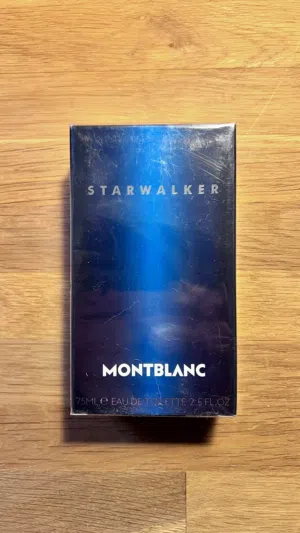 STARWALKER
MONTBLANC
75ML ℮ EAU DE TOILETTE 2.5 FL.OZ